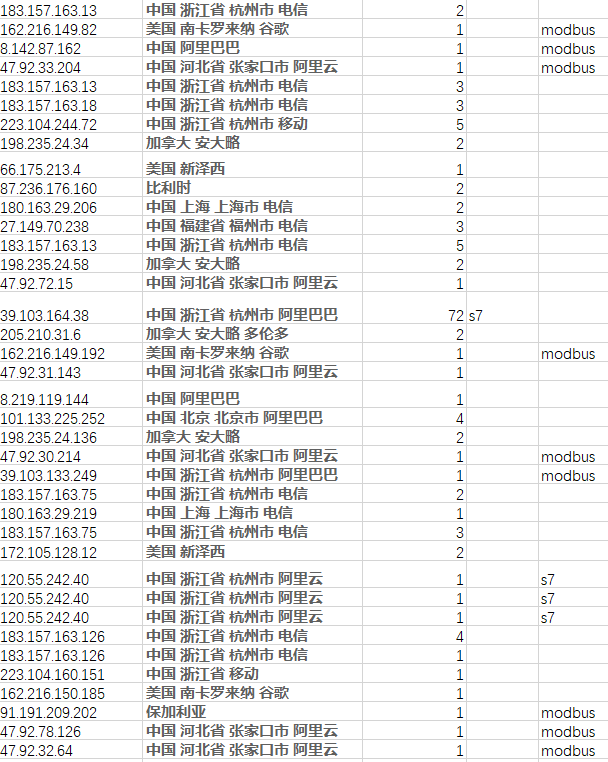 183.157.163.13 中国 浙江省 杭州市 电信 2
162.216.149.82 美国 南卡罗来纳 谷歌 1 modbus
8.142.87.162 中国 阿里巴巴 1 modbus
47.92.33.204 中国 河北省 张家口市 阿里云 1 modbus
183.157.163.13 中国 浙江省 杭州市 电信 3
183.157.163.18 中国 浙江省 杭州市 电信 3
223.104.244.72 中国 浙江省 杭州市 移动 5
198.235.24.34 加拿大 安大略 2
66.175.213.4 美国 新泽西 1
87.236.176.160 比利时 2
180.163.29.206 中国 上海 上海市 电信 2
27.149.70.238 中国 福建省 福州市 电信 3
183.157.163.13 中国 浙江省 杭州市 电信 5
198.235.24.58 加拿大 安大略 2
47.92.72.15 中国 河北省 张家口市 阿里云 1
39.103.164.38 中国 浙江省 杭州市 阿里巴巴 72 s7
205.210.31.6 加拿大 安大略 多伦多 2
162.216.149.192 美国 南卡罗来纳 谷歌 1 modbus
47.92.31.143 中国 河北省 张家口市 阿里云 1
8.219.119.144 中国 阿里巴巴 1
101.133.225.252 中国 北京 北京市 阿里巴巴 4
198.235.24.136 加拿大 安大略 2
47.92.30.214 中国 河北省 张家口市 阿里云 1 modbus
39.103.133.249 中国 浙江省 杭州市 阿里巴巴 1 modbus
183.157.163.75 中国 浙江省 杭州市 电信 2
180.163.29.219 中国 上海 上海市 电信 1
183.157.163.75 中国 浙江省 杭州市 电信 3
172.105.128.12 美国 新泽西 2
120.55.242.40 中国 浙江省 杭州市 阿里云 1 s7
120.55.242.40 中国 浙江省 杭州市 阿里云 1 s7
120.55.242.40 中国 浙江省 杭州市 阿里云 1 s7
183.157.163.126 中国 浙江省 杭州市 电信 4
183.157.163.126 中国 浙江省 杭州市 电信 1
223.104.160.151 中国 浙江省 移动 1
162.216.150.185 美国 南卡罗来纳 谷歌 1
91.191.209.202 保加利亚 1 modbus
47.92.78.126 中国 河北省 张家口市 阿里云 1 modbus
47.92.32.64 中国 河北省 张家口市 阿里云 1 modbus